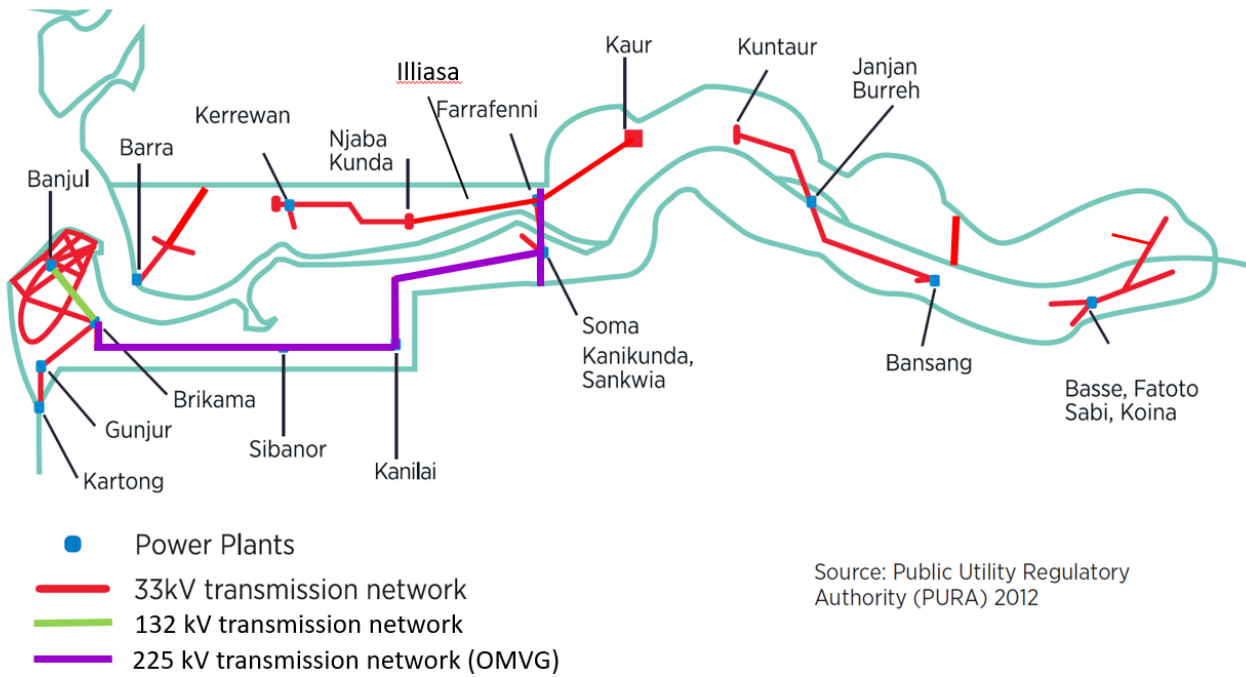 Kaur
Kuntaur
Illiasa
Janjan
Burreh
Farrafenni
Kerrewan
Njaba
Kunda
Barra
Banjul
Soma
Kanikunda,
Sankwia
Bansang
Basse, Fatoto
Sabi, Koina
Brikama
Gunjur
Sibanor
Kanilai
Kartong
Power Plants
33kV transmission network
132 kV transmission network
225 kV transmission network (OMVG)
Source: Public Utility Regulatory
Authority (PURA) 2012